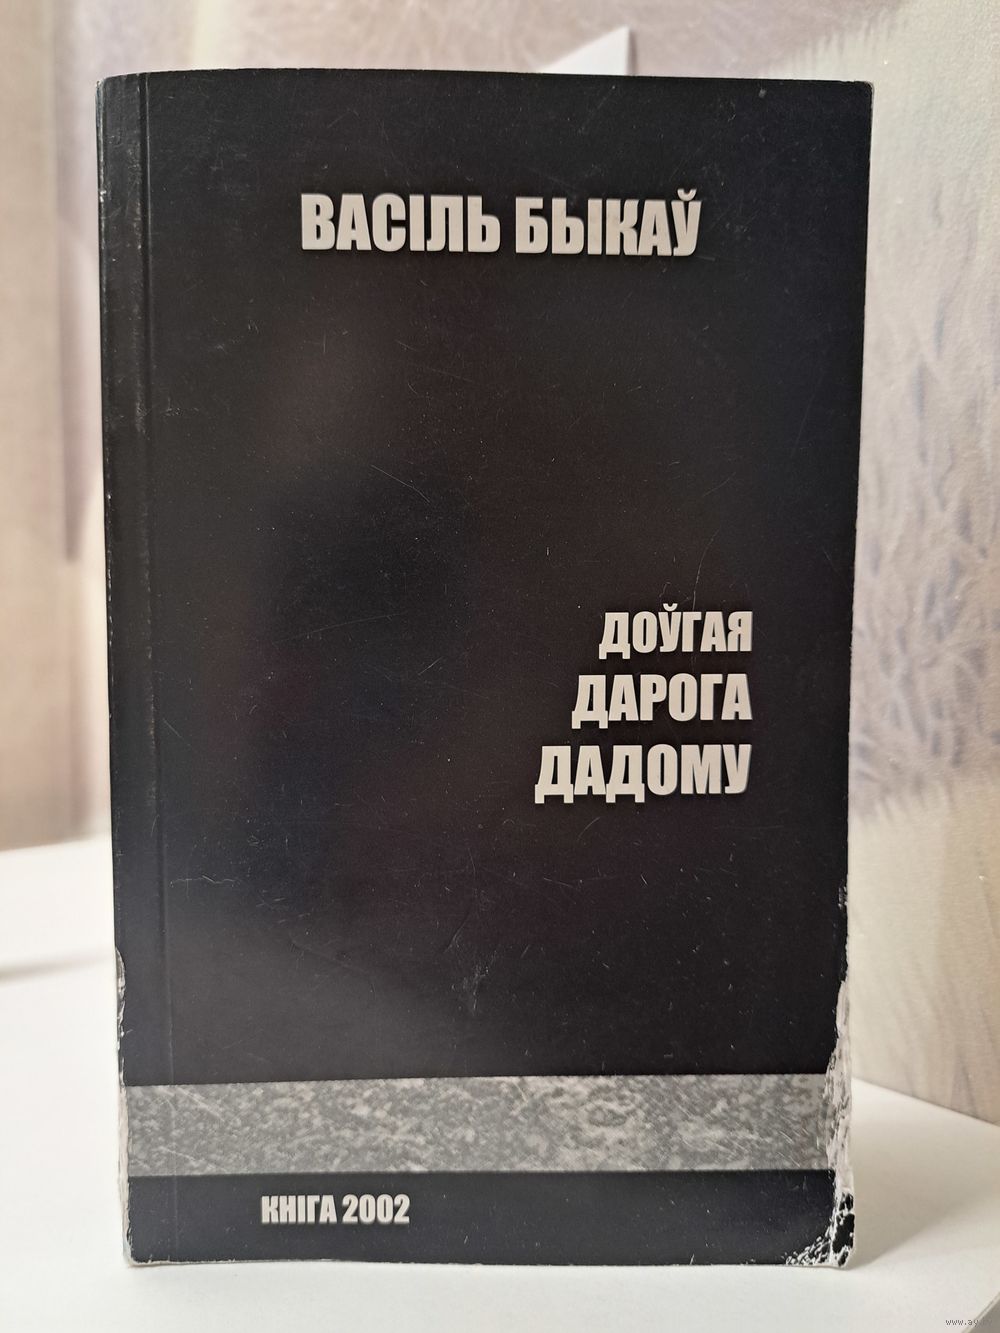 ВАСІЛЬ БЫКАЎ
ДОЎГАЯ
ДАРОГА
ДАДОМУ
КНІГА 2002